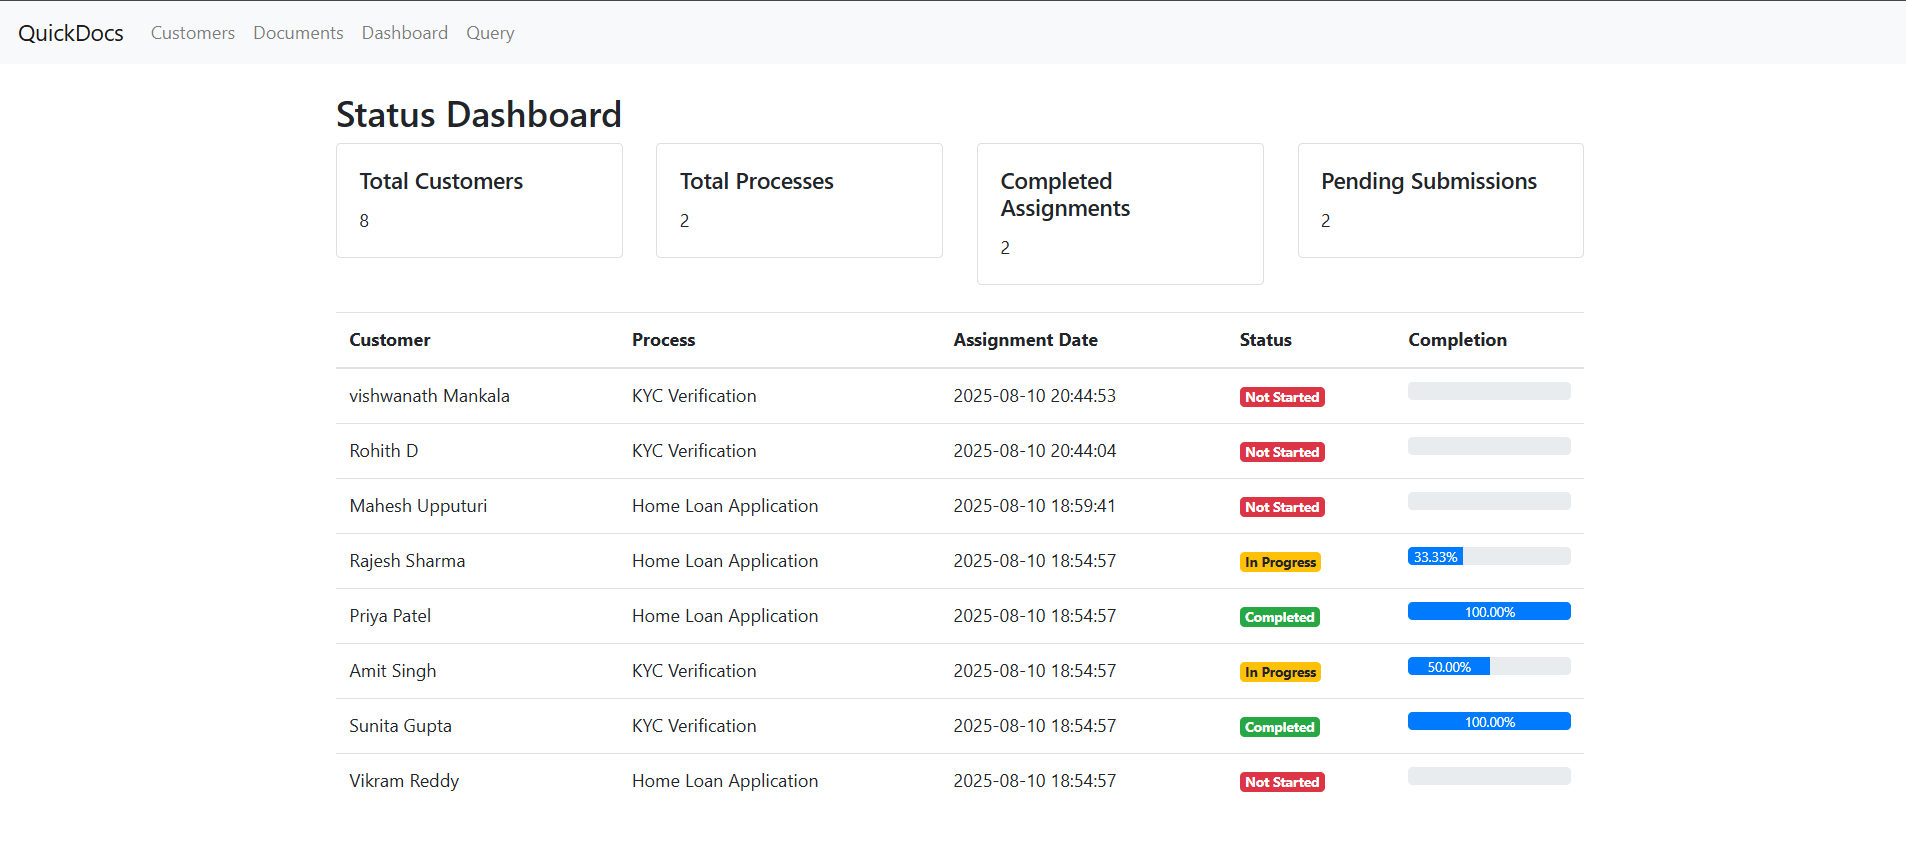 QuickDocs Customers Documents Dashboard Query
Status Dashboard
Total Customers
8
Total Processes
2
Completed
Assignments
2
Pending Submissions
2
Customer Process Assignment Date Status Completion
vishwanath Mankala KYC Verification 2025-08-10 20:44:53 Not Started
Rohith D KYC Verification 2025-08-10 20:44:04 Not Started
Mahesh Upputuri Home Loan Application 2025-08-10 18:59:41 Not Started
Rajesh Sharma Home Loan Application 2025-08-10 18:54:57 In Progress 33.33%
Priya Patel Home Loan Application 2025-08-10 18:54:57 Completed 100.00%
Amit Singh KYC Verification 2025-08-10 18:54:57 In Progress 50.00%
Sunita Gupta KYC Verification 2025-08-10 18:54:57 Completed 100.00%
Vikram Reddy Home Loan Application 2025-08-10 18:54:57 Not Started